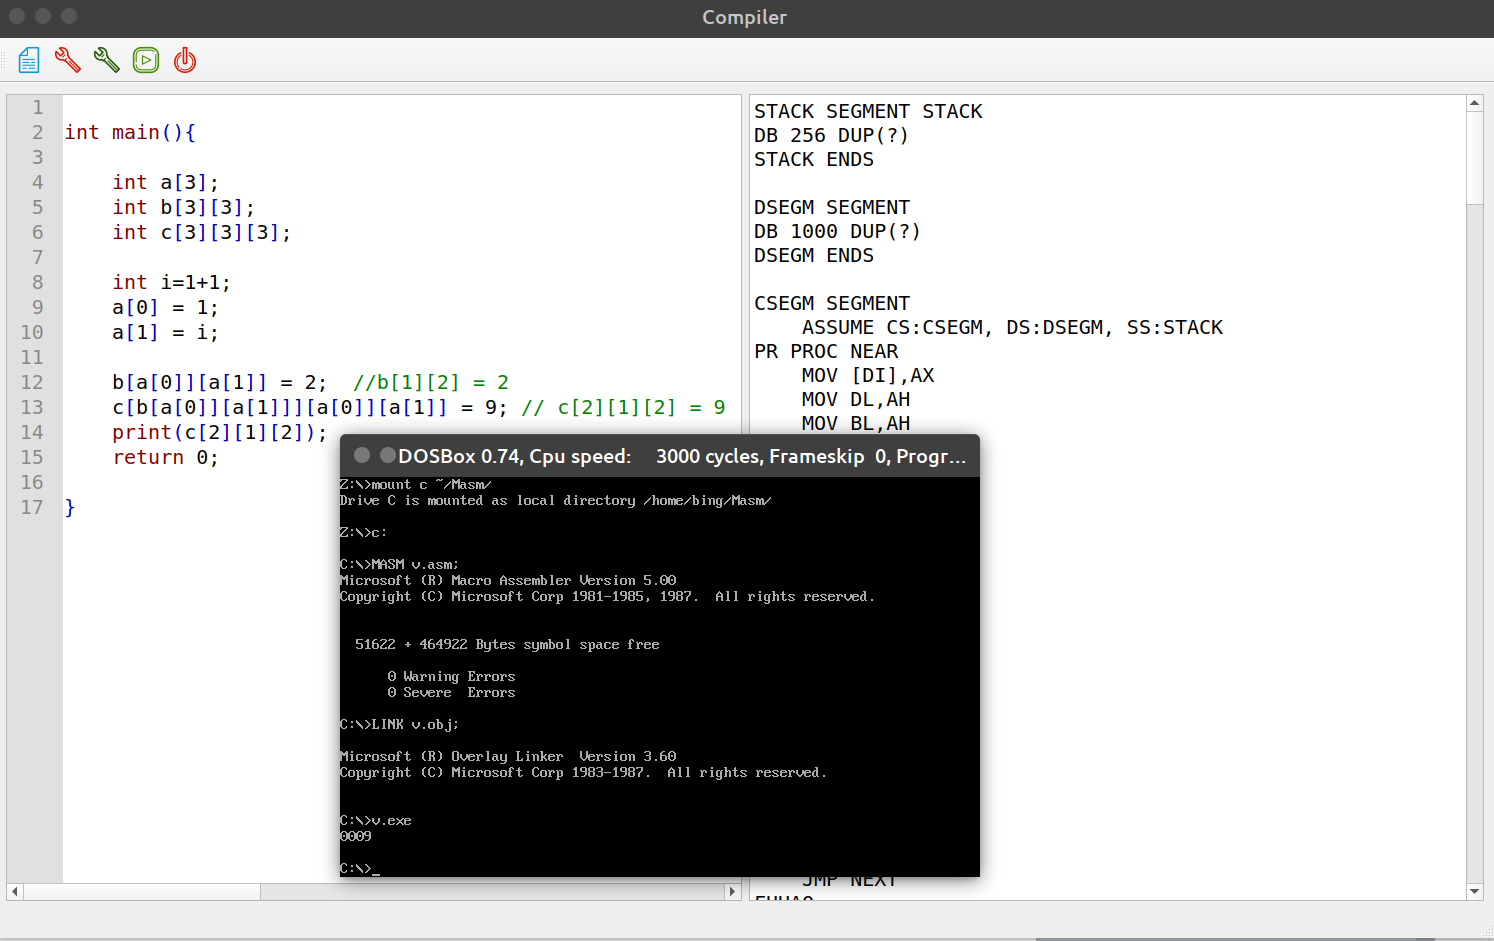 Compiler
1
2 int main(){
3
4 int a[3];
5 int b[3][3];
6 int c[3][3][3];
7
8 int i=1+1;
9 a[0] = 1;
10 a[1] = i;
11
12 b[a[0]][a[1]] = 2; //b[1][2] = 2
13 c[b[a[0]][a[1]]][a[0]][a[1]] = 9; // c[2][1][2] = 9
14 print(c[2][1][2]);
15 return 0;
16
17 }
STACK SEGMENT STACK
DB 256 DUP(?)
STACK ENDS
DSEGM SEGMENT
DB 1000 DUP(?)
DSEGM ENDS
CSEGM SEGMENT
ASSUME CS:CSEGM, DS:DSEGM, SS:STACK
PR PROC NEAR
MOV [DI],AX
MOV DL,AH
MOV BL,AH
JMP NEXT
DOSBox 0.74, Cpu speed: 3000 cycles, Frameskip 0, Progr...
Z:\>mount c ~/Masm/
Drive C is mounted as local directory /home/bing/Masm/
Z:\>c:
C:\>MASM v.asm;
Microsoft (R) Macro Assembler Version 5.00
Copyright (C) Microsoft Corp 1981-1985, 1987. All rights reserved.
51622 + 464922 Bytes symbol space free
0 Warning Errors
0 Severe Errors
C:\>LINK v.obj;
Microsoft (R) Overlay Linker Version 3.60
Copyright (C) Microsoft Corp 1983-1987. All rights reserved.
C:\>v.exe
0009
C:\>_